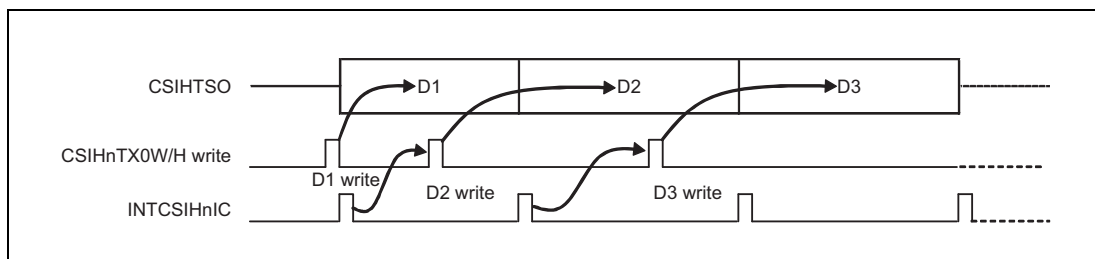 CSIHTSO
D1
D2
D3
CSIHnTX0W/H write
D1 write
D2 write
D3 write
INTCSIHnIC